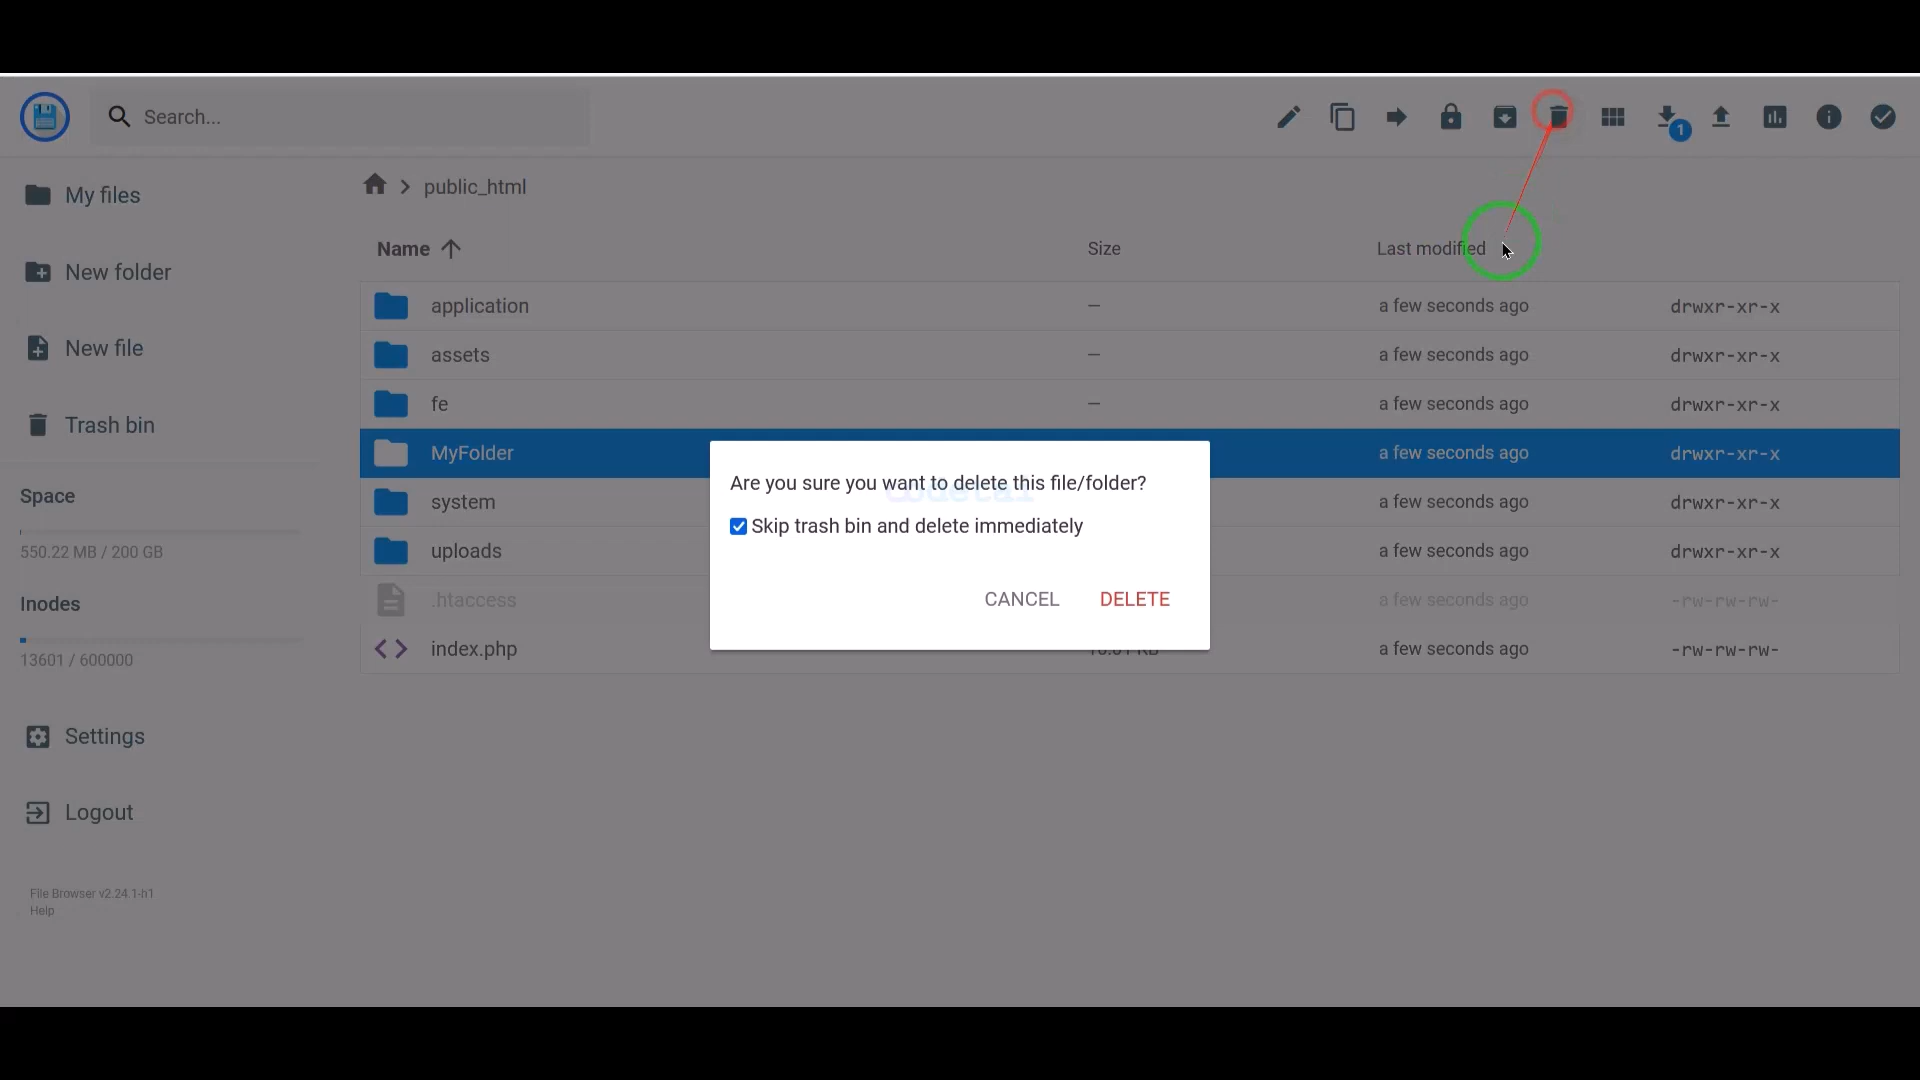 Search...
1
My files
New folder
New file
Trash bin
Space
550.22 MB / 200 GB
Inodes
13601 / 600000
Settings
Logout
File Browser v2.24.1-h1
Help
public_html
Name Size Last modified
application — a few seconds ago drwxr-xr-x
assets — a few seconds ago drwxr-xr-x
fe — a few seconds ago drwxr-xr-x
MyFolder a few seconds ago drwxr-xr-x
system a few seconds ago drwxr-xr-x
uploads a few seconds ago drwxr-xr-x
.htaccess a few seconds ago -rw-rw-rw-
index.php KB a few seconds ago -rw-rw-rw-
Are you sure you want to delete this file/folder?
Skip trash bin and delete immediately
CANCEL DELETE